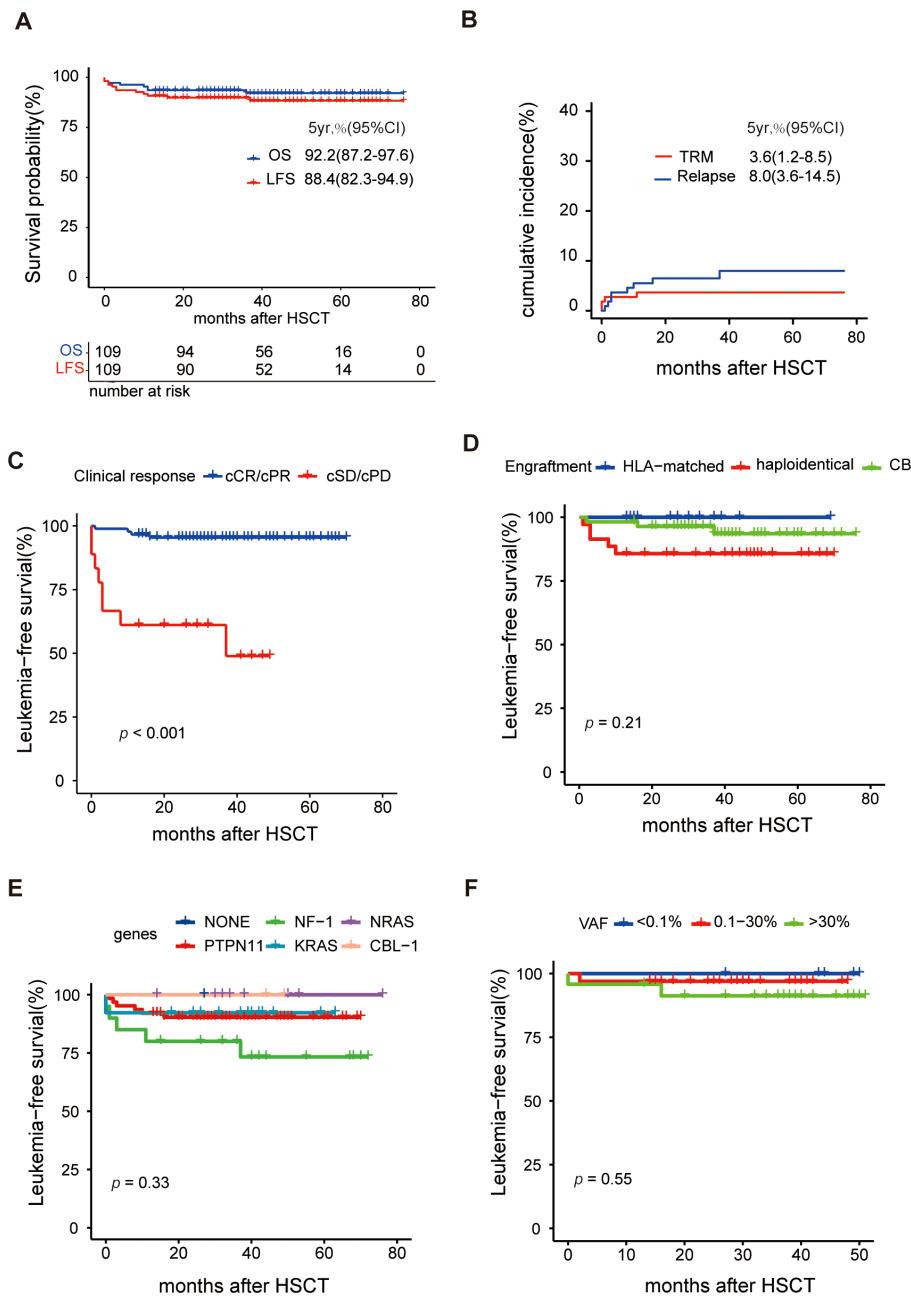 A
Survival probability(%)
100
75
50
25
0
5yr,%(95%CI)
OS 92.2(87.2-97.6)
LFS 88.4(82.3-94.9)
0 20 40 60 80
months after HSCT
OS 109 94 56 16 0
LFS 109 90 52 14 0
number at risk
B
cumulative incidence(%)
40
30
20
10
0
5yr,%(95%CI)
TRM 3.6(1.2-8.5)
Relapse 8.0(3.6-14.5)
0 20 40 60 80
months after HSCT
C
Clinical response cCR/cPR cSD/cPD
Leukemia-free survial(%)
100
75
50
25
0
p < 0.001
0 20 40 60 80
months after HSCT
D
Engraftment HLA-matched haploidentical CB
Leukemia-free survial(%)
100
75
50
25
0
p = 0.21
0 20 40 60 80
months after HSCT
E
genes
NONE NF-1 NRAS
PTPN11 KRAS CBL-1
Leukemia-free survial(%)
100
75
50
25
0
p = 0.33
0 20 40 60 80
months after HSCT
F
VAF <0.1% 0.1-30% >30%
Leukemia-free survial(%)
100
75
50
25
0
p = 0.55
0 10 20 30 40 50
months after HSCT